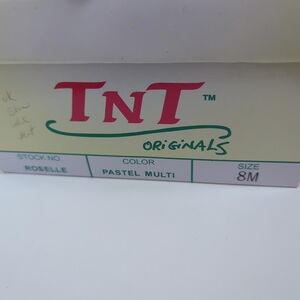 TNT™
ORiGiNALS
STOCK NO. COLOR SIZE
ROSELLE PASTEL MULTI 8M